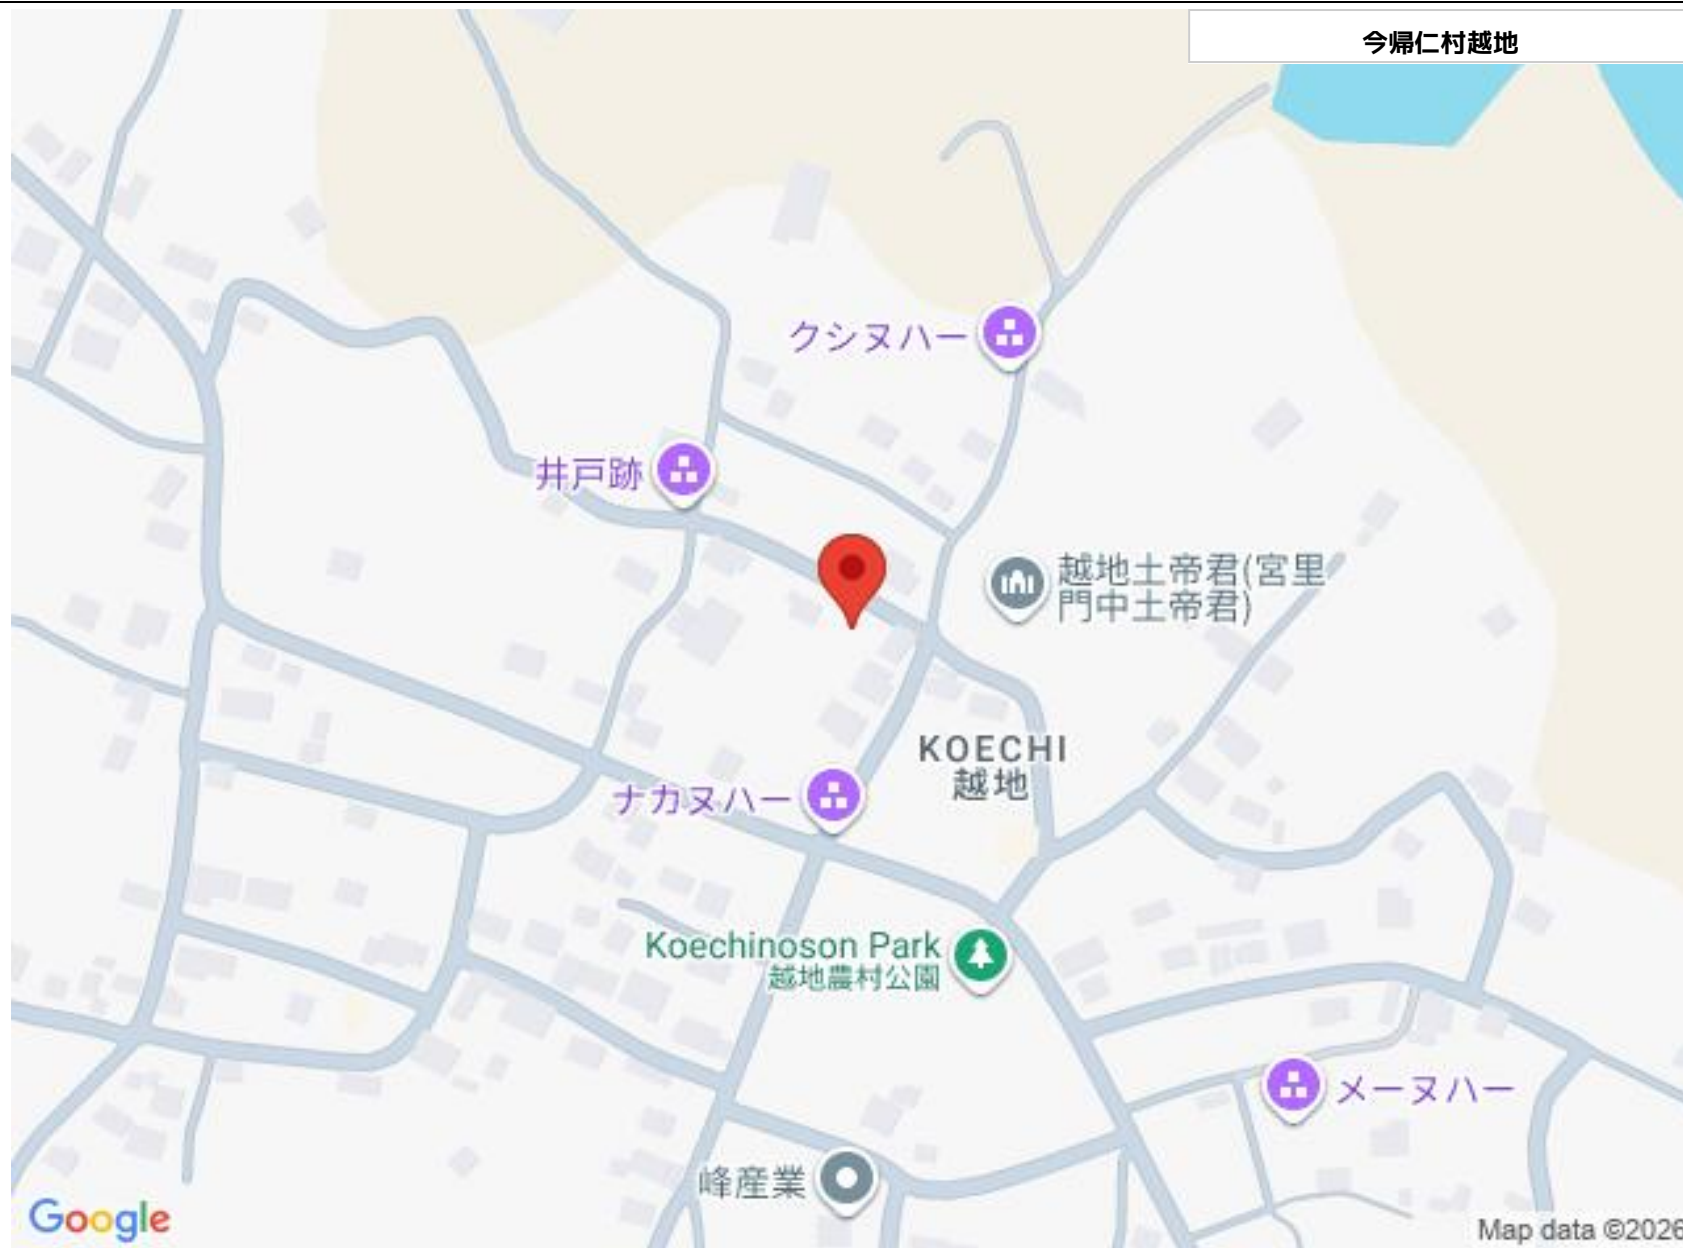 今帰仁村越地
クシヌハー
井戸跡
越地土帝君(宮里
門中土帝君)
KOECHI
越地
ナカヌハー
Koechinoson Park
越地農村公園
メーヌハー
峰産業
Google
Map data ©2026